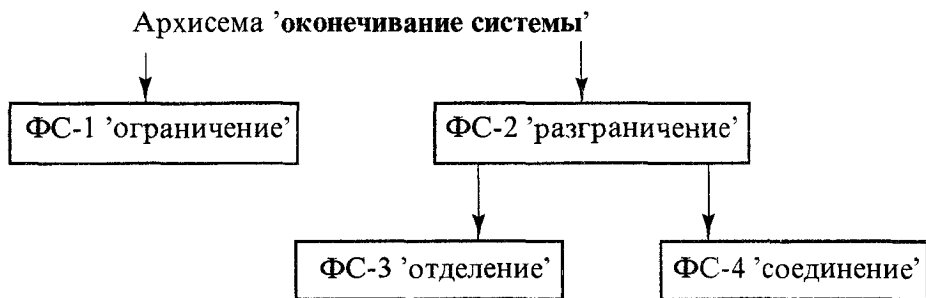 Архисема ’оконечивание системы’
ФС-1 ’ограничение’ ФС-2 ’разграничение’
ФС-3 ’отделение’ ФС-4 ’соединение’